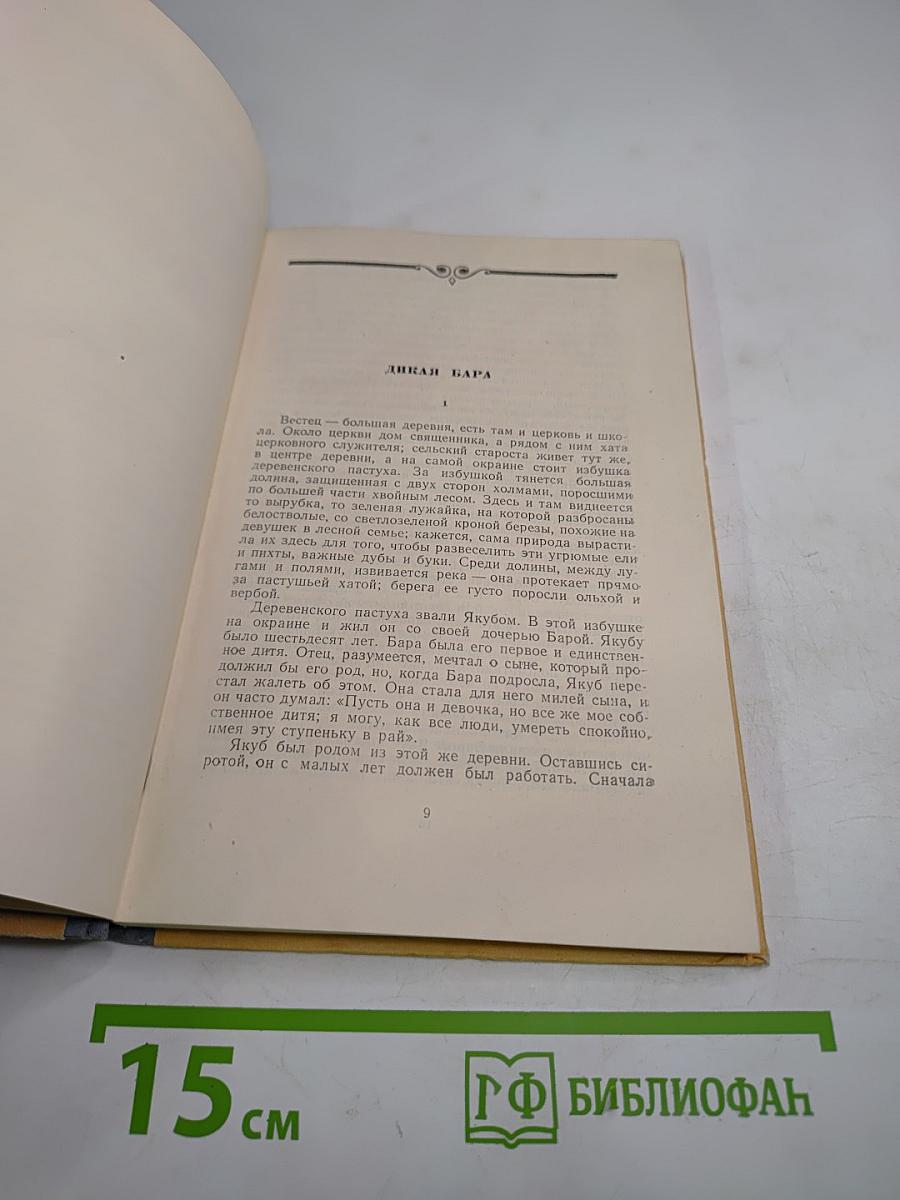 ДИКАЯ БАРА
1
Вестец — большая деревня, есть там и церковь и шко-
ла. Около церкви дом священника, а рядом с ним хата
церковного служителя; сельский староста живет тут же,
в центре деревни, а на самой окраине стоит избушка
деревенского пастуха. За избушкой тянется большая
долина, защищенная с двух сторон холмами, поросшими
по большей части хвойным лесом. Здесь и там виднеется
то вырубка, то зеленая лужайка, на которой разбросаны
белостволые, со светлозеленой кроной березы, похожие на
девушек в лесной семье; кажется, сама природа вырасти-
ла их здесь для того, чтобы развеселить эти угрюмые ели
и пихты, важные дубы и буки. Среди долины, между лу-
гами и полями, извивается река — она протекает прямо
за пастушьей хатой; берега ее густо поросли ольхой и
вербой.
Деревенского пастуха звали Якубом. В этой избушке
на окраине и жил он со своей дочерью Барой. Якубу
было шестьдесят лет. Бара была его первое и единствен-
ное дитя. Отец, разумеется, мечтал о сыне, который про-
должил бы его род, но, когда Бара подросла, Якуб пере-
стал жалеть об этом. Она стала для него милей сына, и
он часто думал: «Пусть она и девочка, но все же мое соб-
ственное дитя; я могу, как все люди, умереть спокойно,
имея эту ступеньку в рай».
Якуб был родом из этой же деревни. Оставшись си-
ротой, он с малых лет должен был работать. Сначала
9
15 см
ГФ БИБЛИОФАН